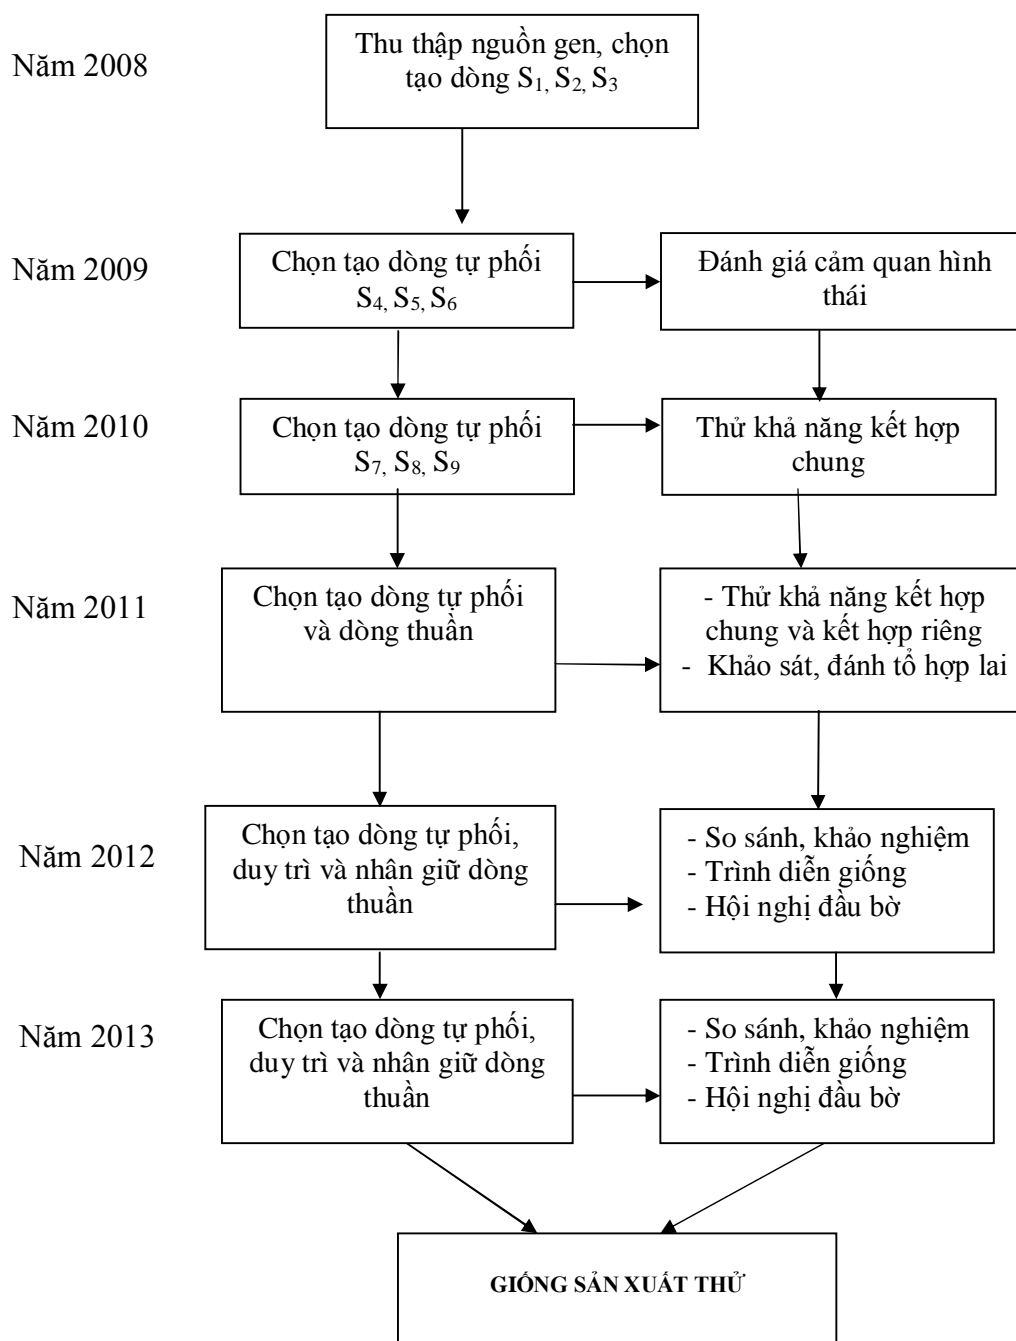 Năm 2008
Thu thập nguồn gen, chọn
tạo dòng S₁, S₂, S₃
Năm 2009
Chọn tạo dòng tự phối
S₄, S₅, S₆
Đánh giá cảm quan hình
thái
Năm 2010
Chọn tạo dòng tự phối
S₇, S₈, S₉
Thử khả năng kết hợp
chung
Năm 2011
Chọn tạo dòng tự phối
và dòng thuần
- Thử khả năng kết hợp
chung và kết hợp riêng
- Khảo sát, đánh tổ hợp lai
Năm 2012
Chọn tạo dòng tự phối,
duy trì và nhân giữ dòng
thuần
- So sánh, khảo nghiệm
- Trình diễn giống
- Hội nghị đầu bờ
Năm 2013
Chọn tạo dòng tự phối,
duy trì và nhân giữ dòng
thuần
- So sánh, khảo nghiệm
- Trình diễn giống
- Hội nghị đầu bờ
GIỐNG SẢN XUẤT THỬ